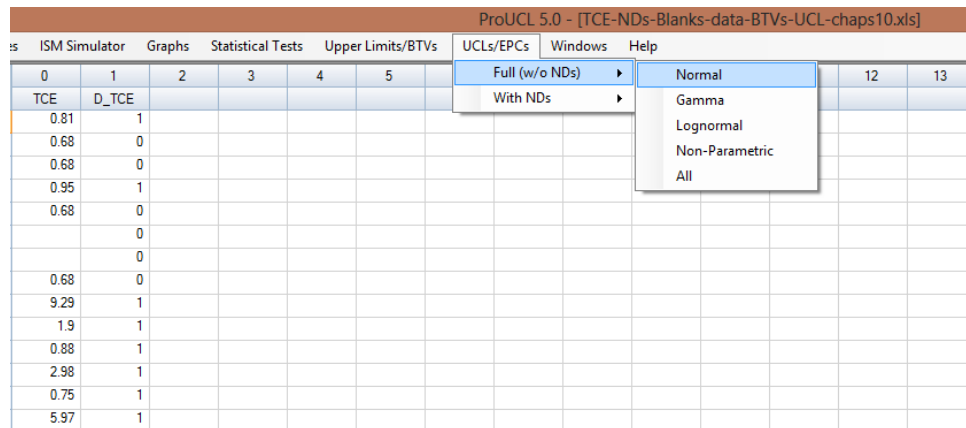 ProUCL 5.0 - [TCE-NDs-Blanks-data-BTVs-UCL-chaps10.xls]
es ISM Simulator Graphs Statistical Tests Upper Limits/BTVs UCLs/EPCs Windows Help
0 1 2 3 4 5 12 13
Full (w/o NDs)
With NDs
Normal
Gamma
Lognormal
Non-Parametric
All
TCE D_TCE
0.81 1
0.68 0
0.68 0
0.95 1
0.68 0
0
0
0.68 0
9.29 1
1.9 1
0.88 1
2.98 1
0.75 1
5.97 1